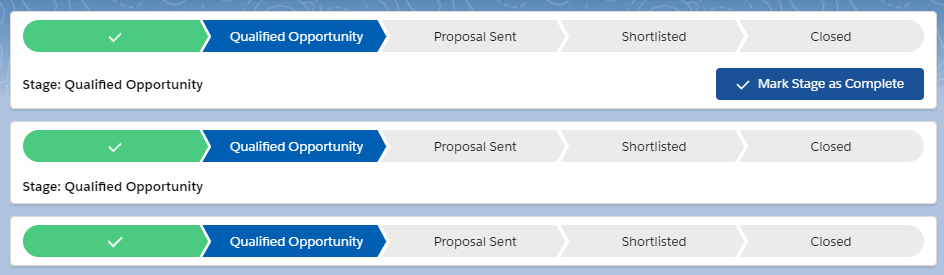 Qualified Opportunity Proposal Sent Shortlisted Closed
Stage: Qualified Opportunity Mark Stage as Complete
Qualified Opportunity Proposal Sent Shortlisted Closed
Stage: Qualified Opportunity
Qualified Opportunity Proposal Sent Shortlisted Closed